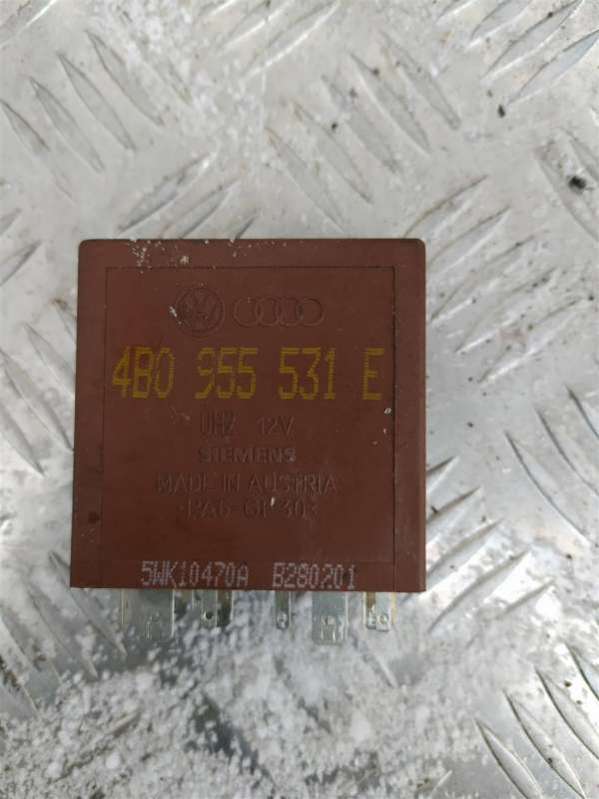 4B0 955 531 E
12V
SIEMENS
MADE IN AUSTRIA
5WK10470A B280201